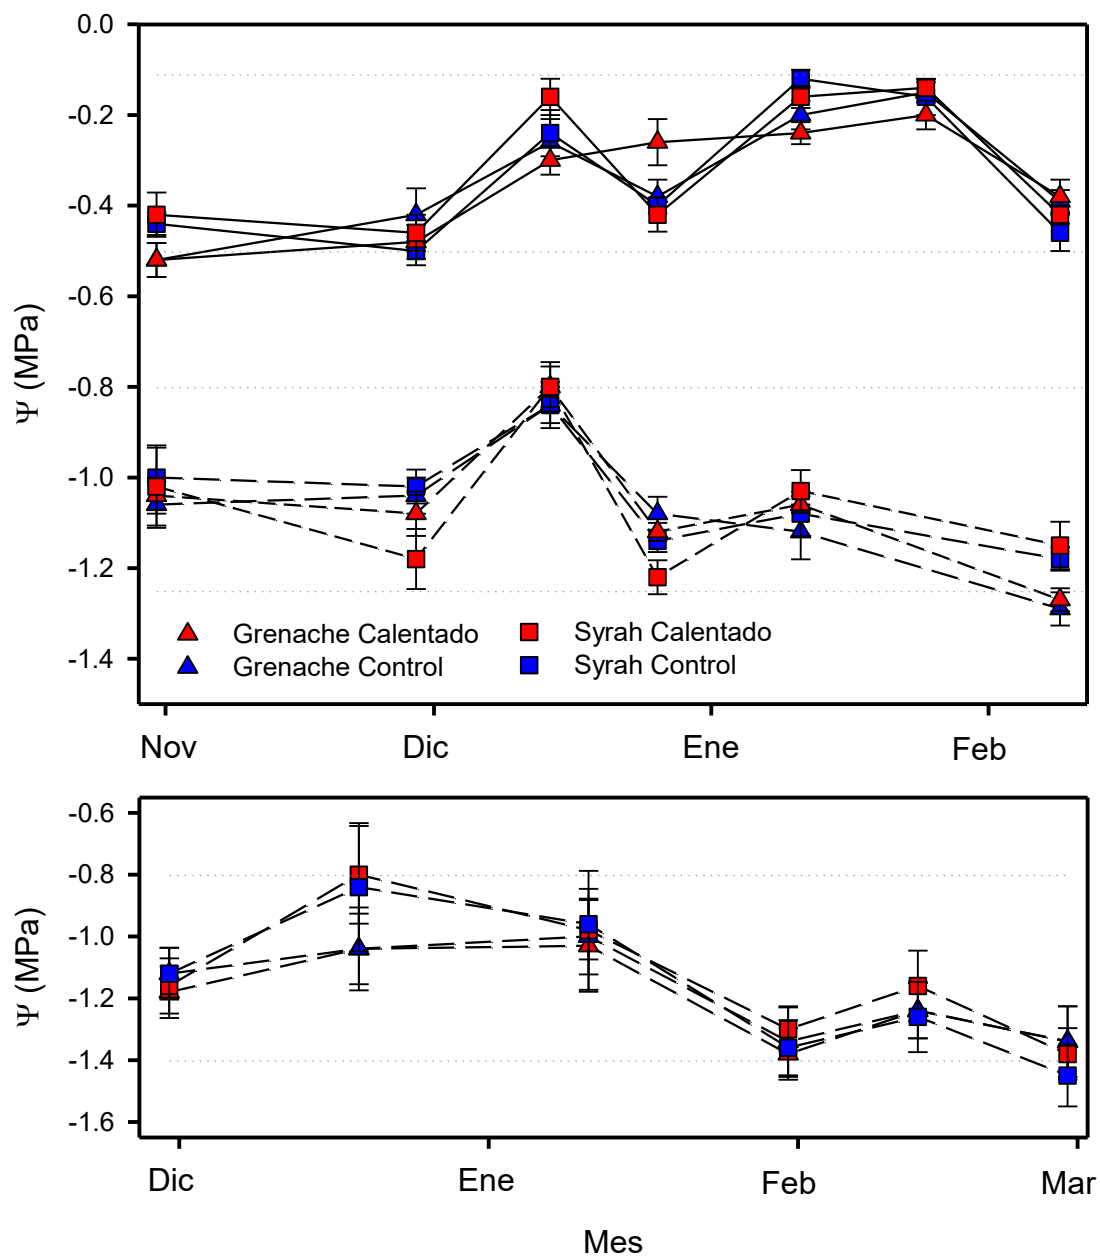 0.0
-0.2
-0.4
-0.6
-0.8
-1.0
-1.2
-1.4
Ψ (MPa)
Grenache Calentado
Syrah Calentado
Grenache Control
Syrah Control
Nov
Dic
Ene
Feb
-0.6
-0.8
-1.0
-1.2
-1.4
-1.6
Ψ (MPa)
Dic
Ene
Feb
Mar
Mes